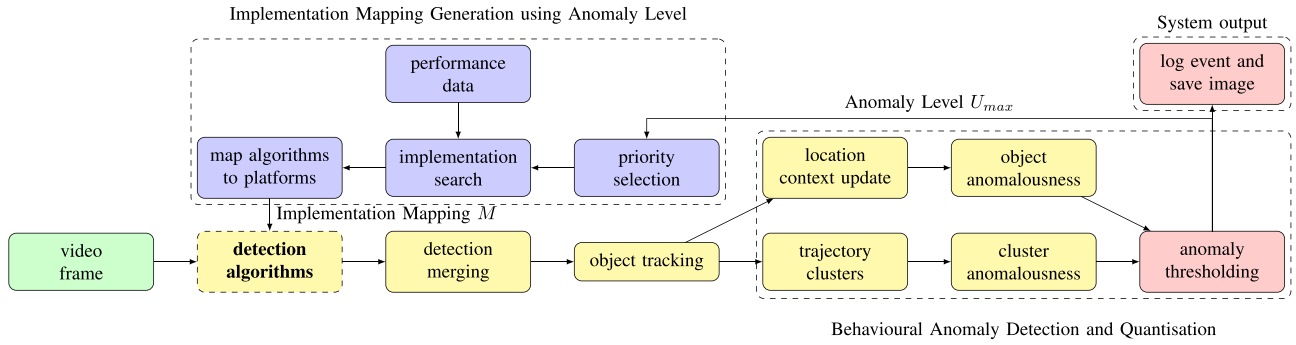 Implementation Mapping Generation using Anomaly Level
System output
performance
data
log event and
save image
Anomaly Level U_{max}
map algorithms
to platforms
implementation
search
priority
selection
location
context update
object
anomalousness
Implementation Mapping M
video
frame
detection
algorithms
detection
merging
object tracking
trajectory
clusters
cluster
anomalousness
anomaly
thresholding
Behavioural Anomaly Detection and Quantisation